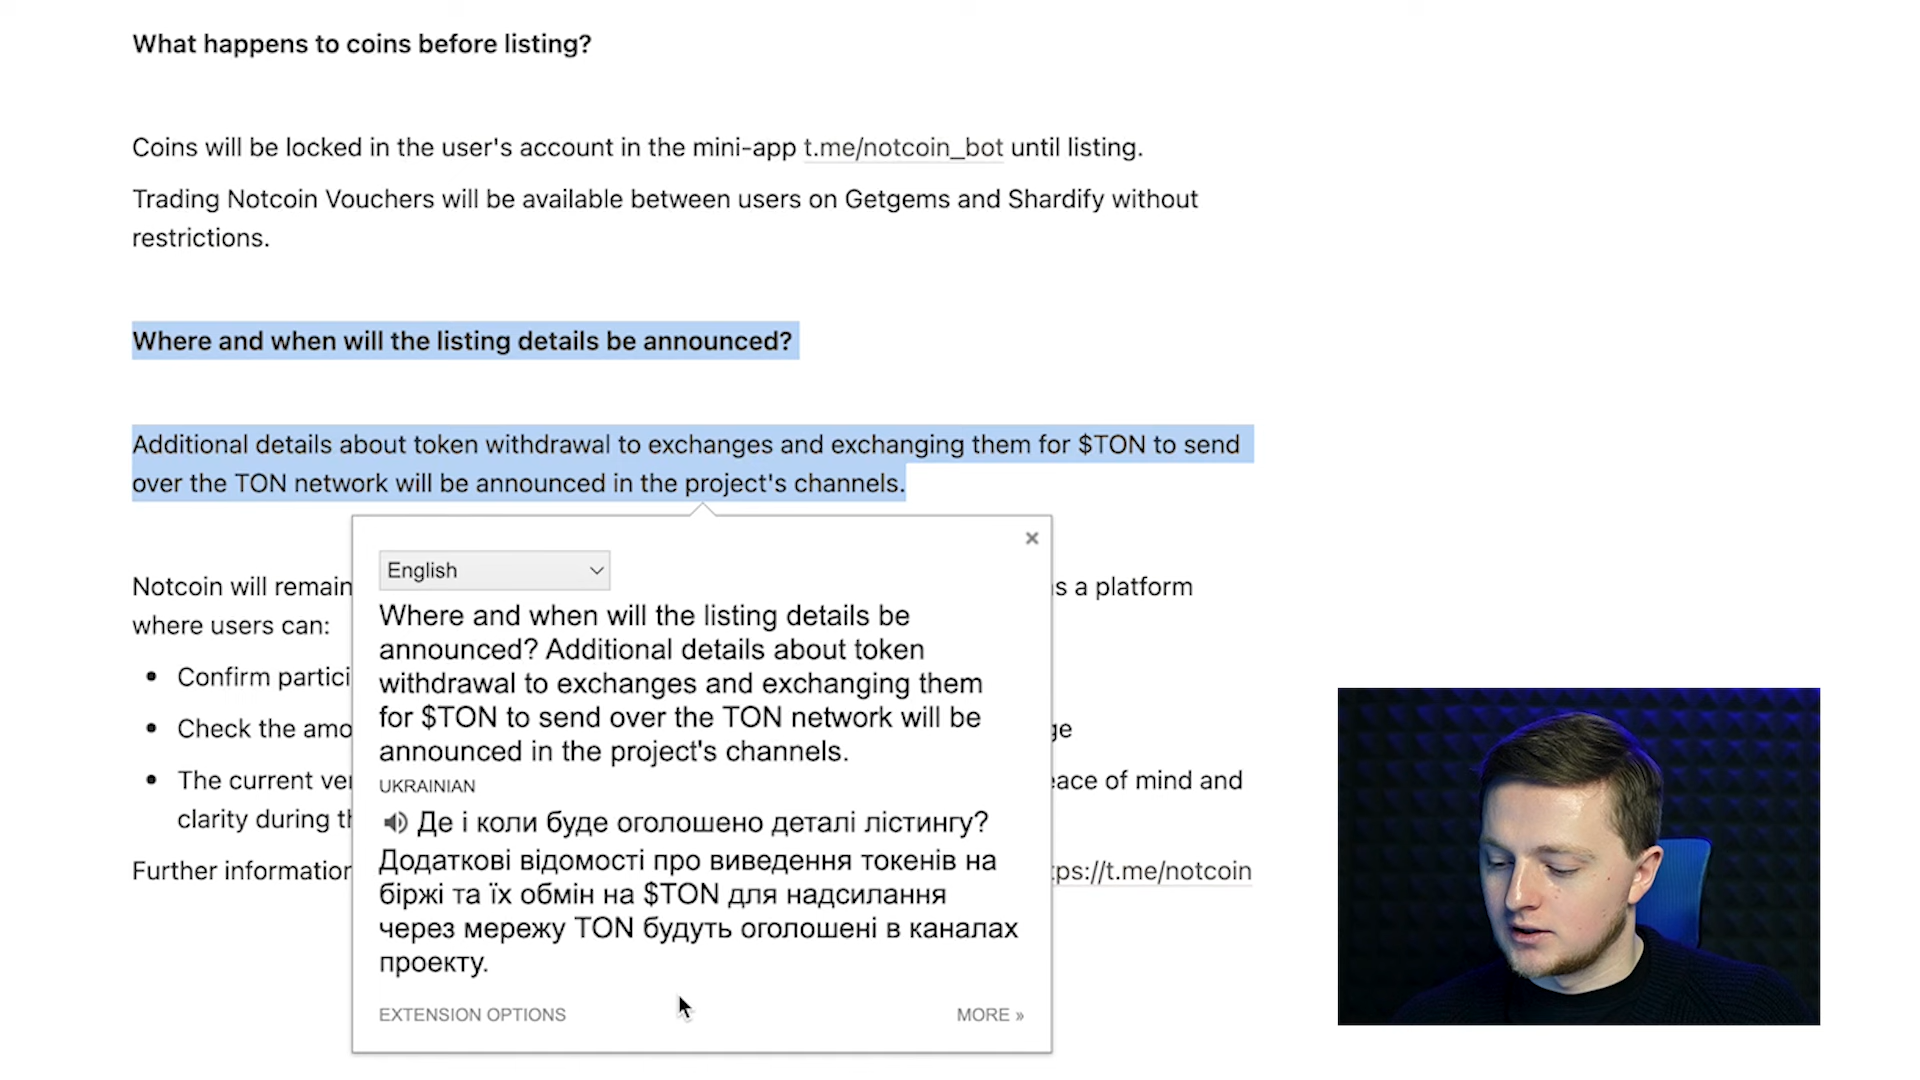 What happens to coins before listing?
Coins will be locked in the user's account in the mini-app t.me/notcoin_bot until listing.
Trading Notcoin Vouchers will be available between users on Getgems and Shardify without
restrictions.
Where and when will the listing details be announced?
Additional details about token withdrawal to exchanges and exchanging them for $TON to send
over the TON network will be announced in the project's channels.
Notcoin will remain
a platform
where users can:
Confirm
Check the
The current
peace of mind and
clarity during
Further information
t.me/notcoin
×
English
Where and when will the listing details be
announced? Additional details about token
withdrawal to exchanges and exchanging them
for $TON to send over the TON network will be
announced in the project's channels.
UKRAINIAN
Де і коли буде оголошено деталі лістингу?
Додаткові відомості про виведення токенів на
біржі та їх обмін на $TON для надсилання
через мережу TON будуть оголошені в каналах
проекту.
EXTENSION OPTIONS
MORE »